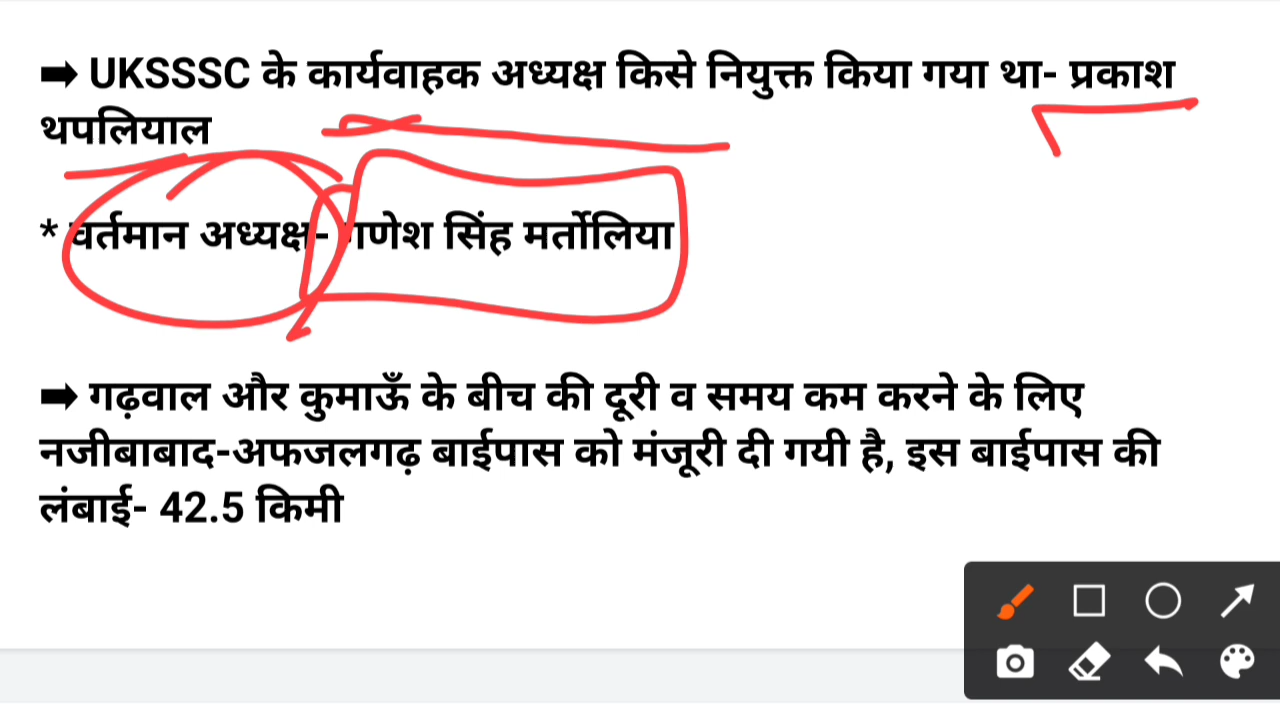 ➡ UKSSSC के कार्यवाहक अध्यक्ष किसे नियुक्त किया गया था- प्रकाश
थपलियाल
* वर्तमान अध्यक्ष- गणेश सिंह मर्तोलिया
➡ गढ़वाल और कुमाऊँ के बीच की दूरी व समय कम करने के लिए
नजीबाबाद-अफजलगढ़ बाईपास को मंजूरी दी गयी है, इस बाईपास की
लंबाई- 42.5 किमी